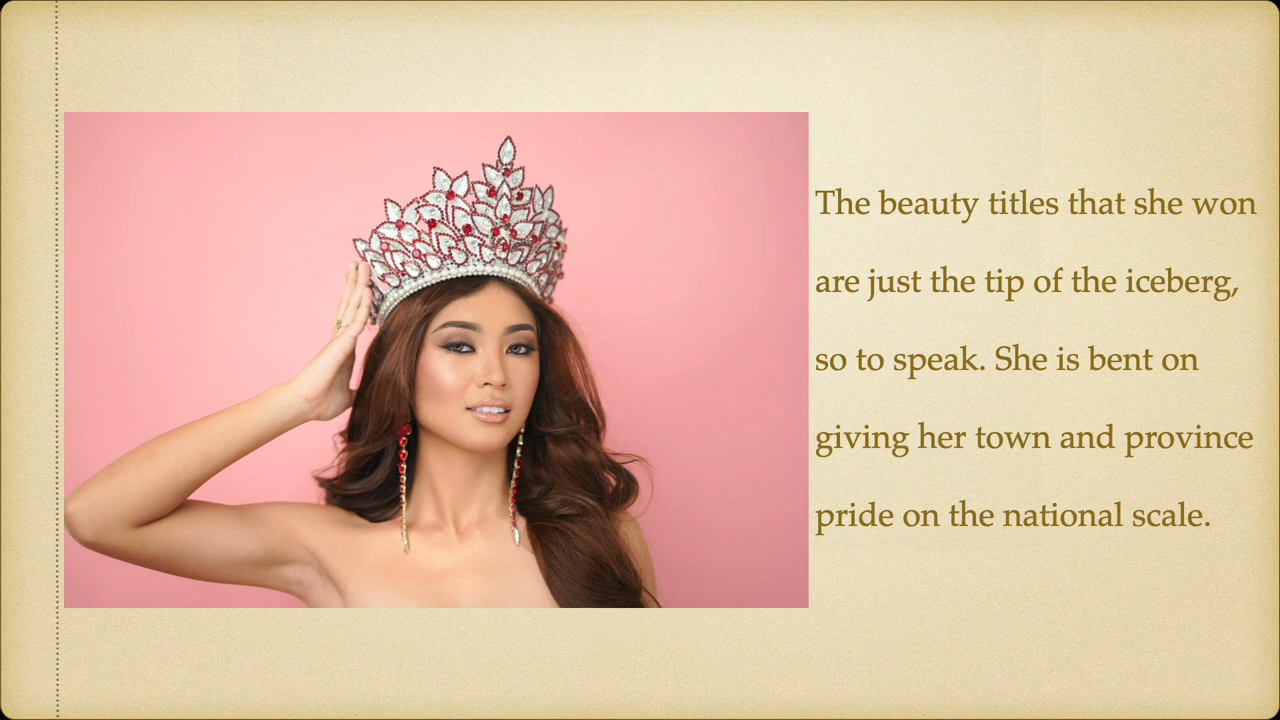 The beauty titles that she won
are just the tip of the iceberg,
so to speak. She is bent on
giving her town and province
pride on the national scale.